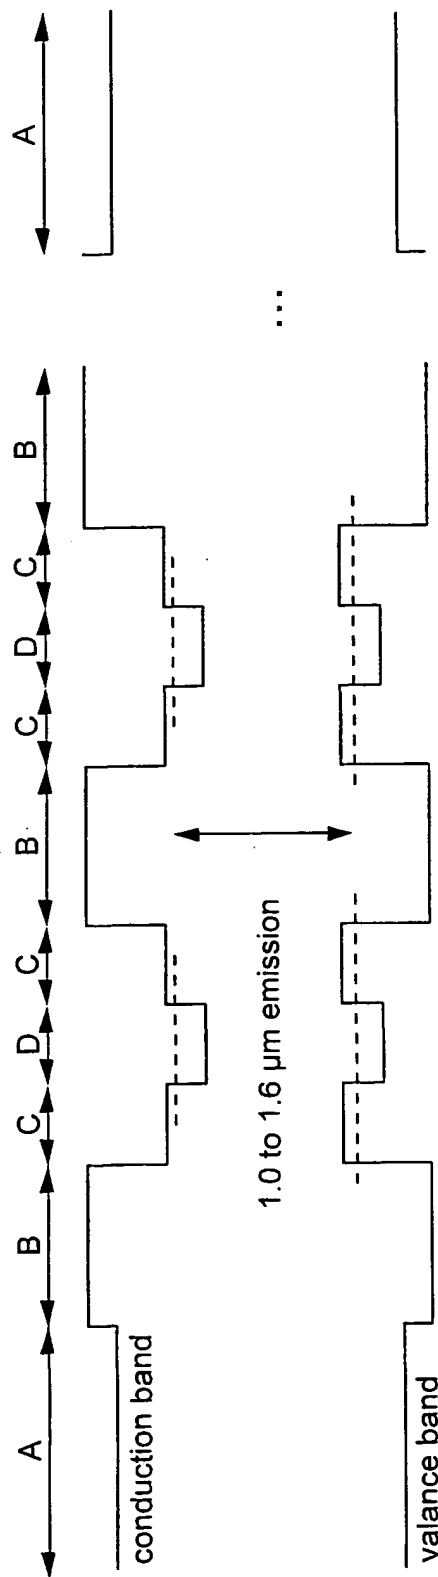 A B C D C B C D C B A
conduction band
1.0 to 1.6 μm emission
...
valance band